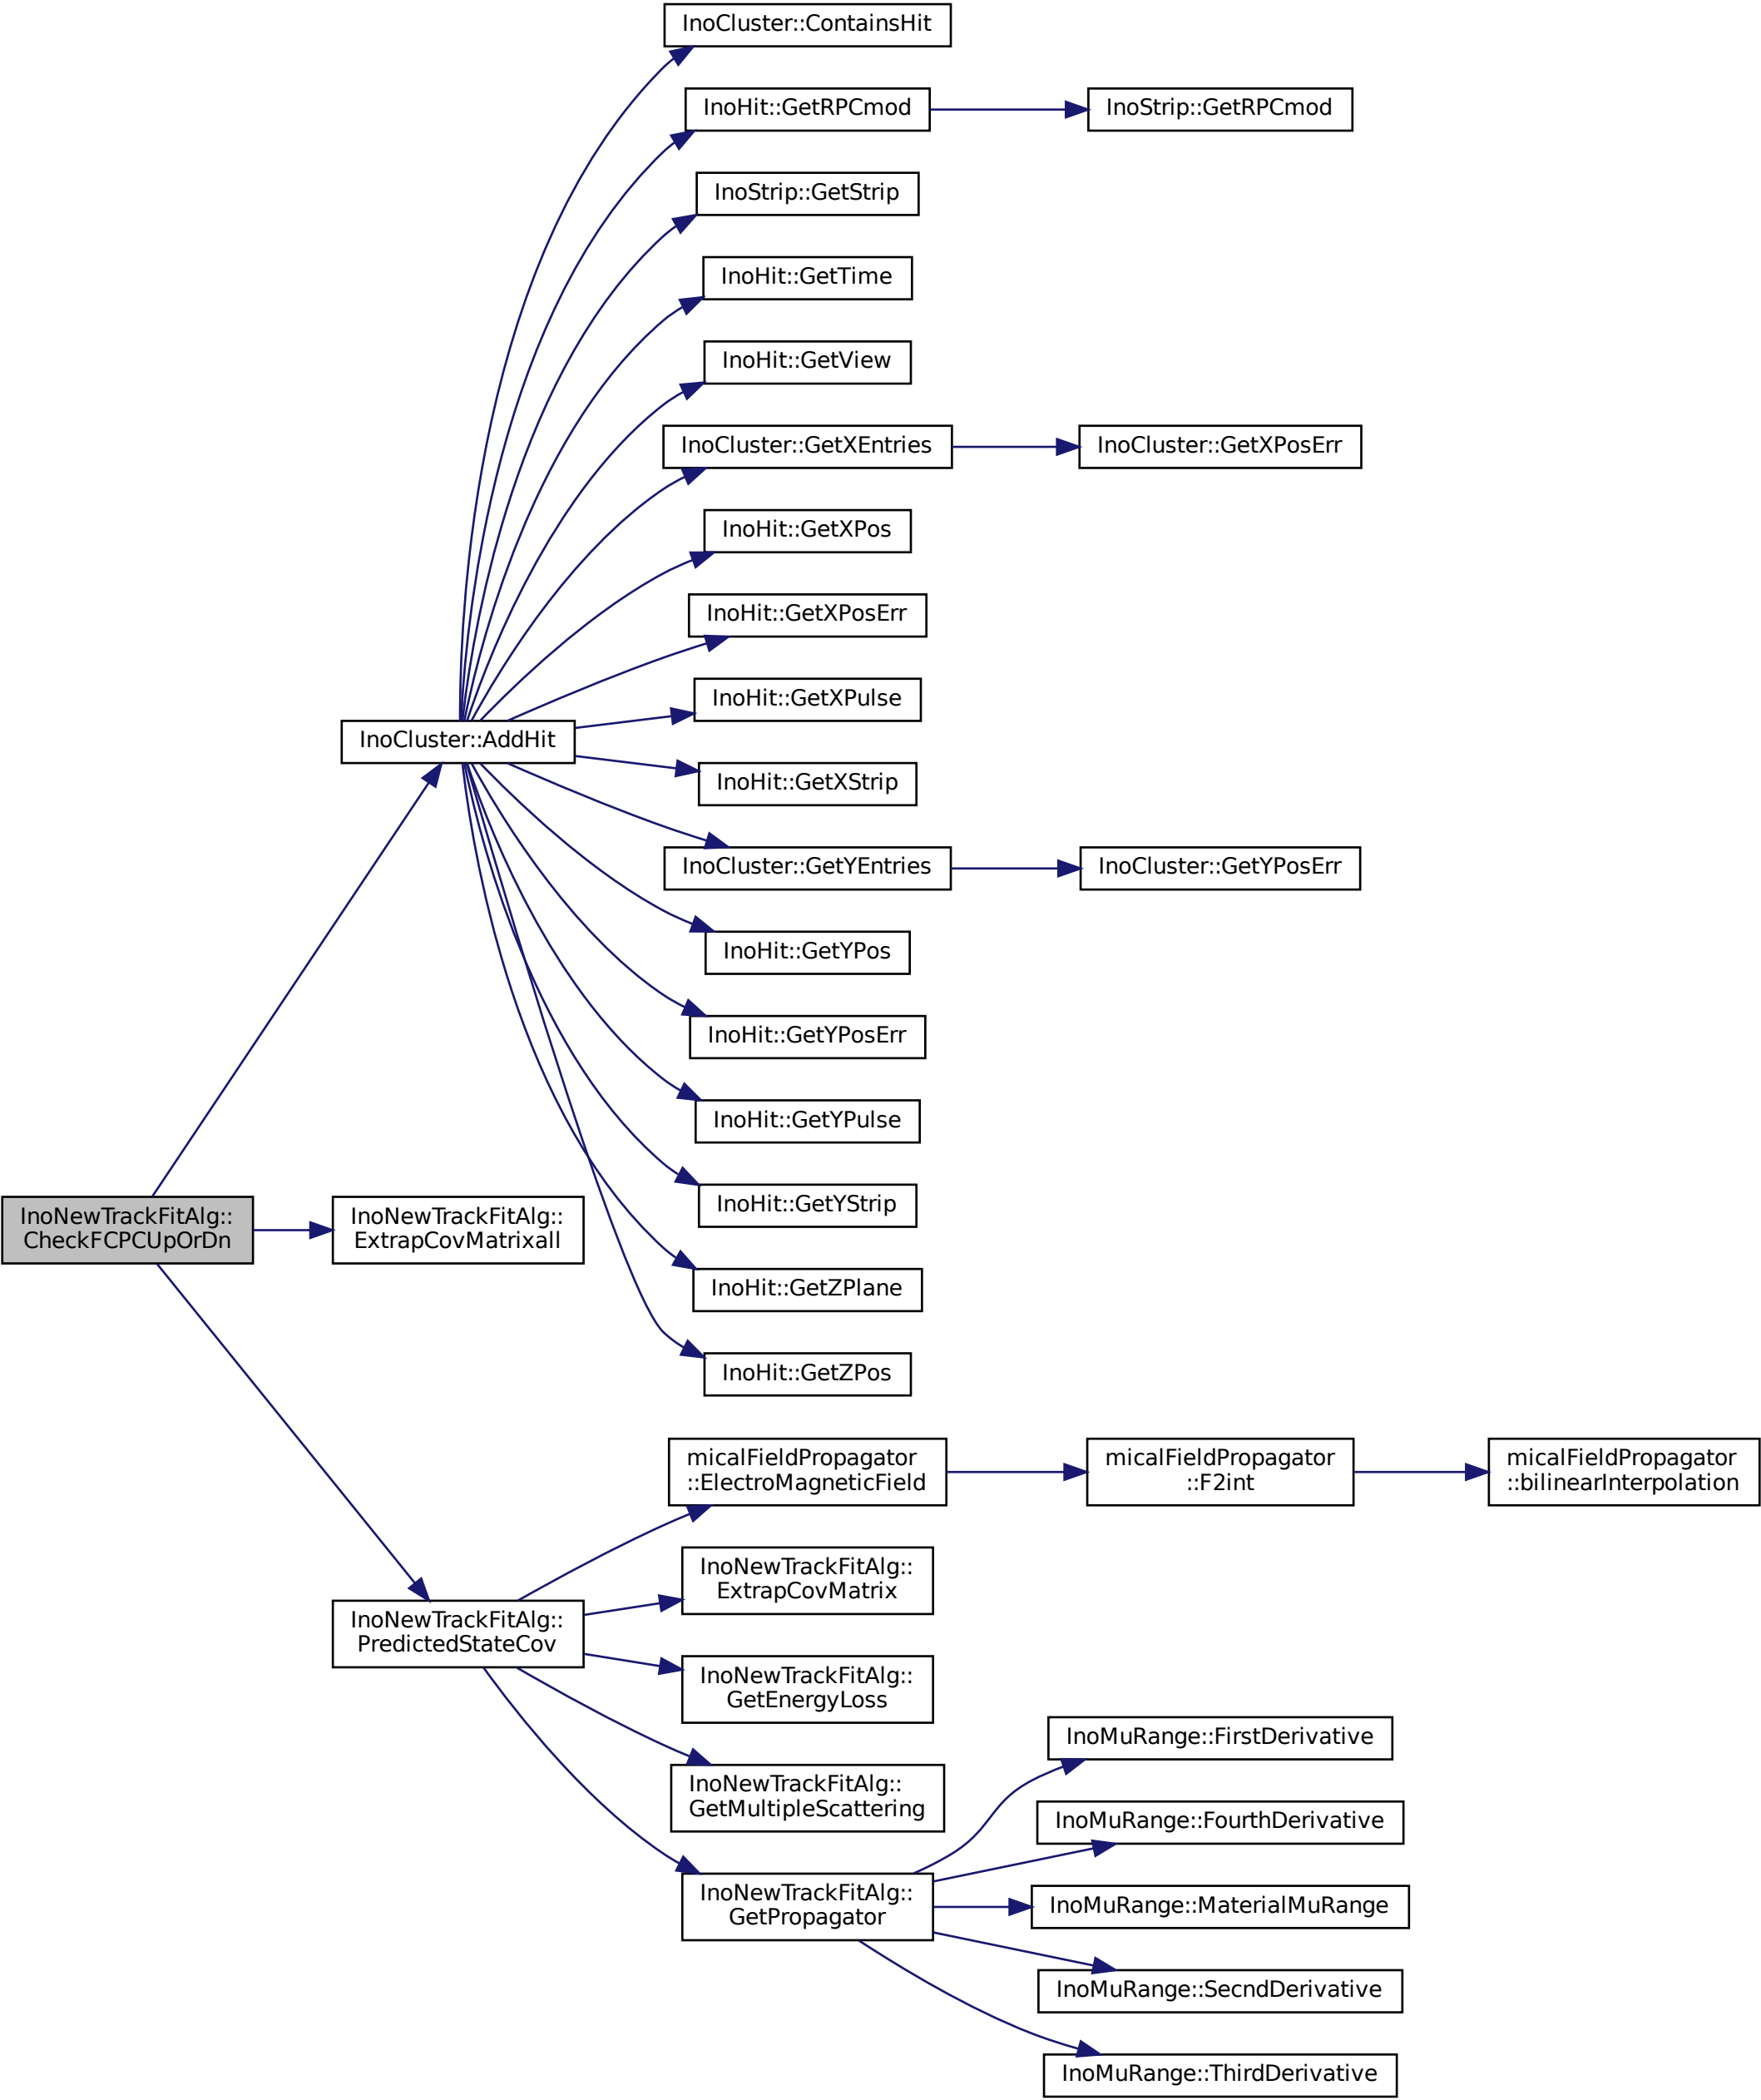 InoCluster::ContainsHit
InoHit::GetRPCmod
InoStrip::GetRPCmod
InoStrip::GetStrip
InoHit::GetTime
InoHit::GetView
InoCluster::GetXEntries
InoCluster::GetXPosErr
InoHit::GetXPos
InoHit::GetXPosErr
InoHit::GetXPulse
InoCluster::AddHit
InoHit::GetXStrip
InoCluster::GetYEntries
InoCluster::GetYPosErr
InoHit::GetYPos
InoHit::GetYPosErr
InoHit::GetYPulse
InoHit::GetYStrip
InoNewTrackFitAlg::
CheckFCPCUpOrDn
InoNewTrackFitAlg::
ExtrapCovMatrixall
InoHit::GetZPlane
InoHit::GetZPos
micalFieldPropagator
::ElectroMagneticField
micalFieldPropagator
::F2int
micalFieldPropagator
::bilinearInterpolation
InoNewTrackFitAlg::
ExtrapCovMatrix
InoNewTrackFitAlg::
PredictedStateCov
InoNewTrackFitAlg::
GetEnergyLoss
InoNewTrackFitAlg::
GetMultipleScattering
InoMuRange::FirstDerivative
InoMuRange::FourthDerivative
InoNewTrackFitAlg::
GetPropagator
InoMuRange::MaterialMuRange
InoMuRange::SecndDerivative
InoMuRange::ThirdDerivative